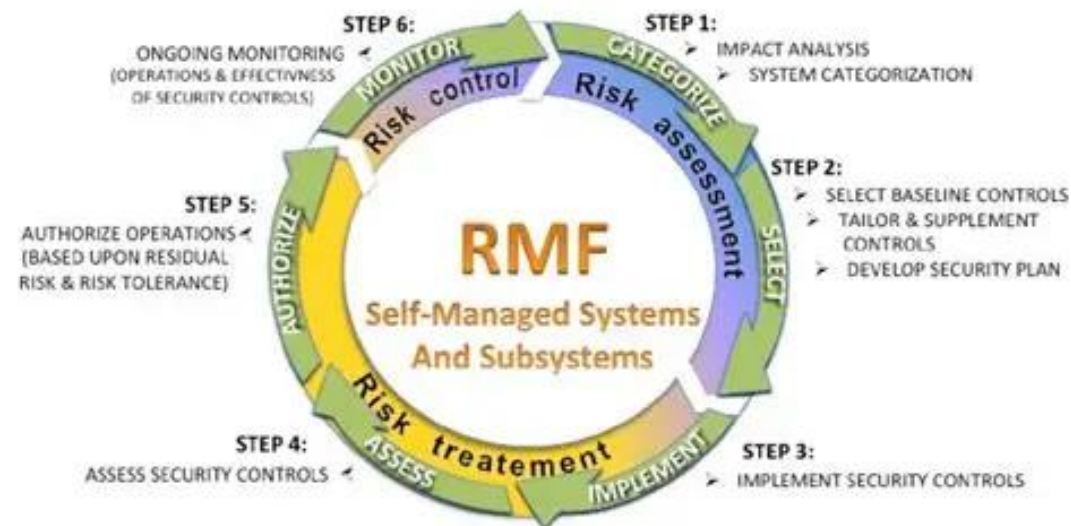 STEP 1:
IMPACT ANALYSIS
SYSTEM CATEGORIZATION
STEP 2:
SELECT BASELINE CONTROLS
TAILOR & SUPPLEMENT
CONTROLS
DEVELOP SECURITY PLAN
STEP 3:
IMPLEMENT SECURITY CONTROLS
STEP 4:
ASSESS SECURITY CONTROLS
STEP 5:
AUTHORIZE OPERATIONS
(BASED UPON RESIDUAL
RISK & RISK TOLERANCE)
STEP 6:
ONGOING MONITORING
(OPERATIONS & EFFECTIVNESS
OF SECURITY CONTROLS)
CATEGORIZE
SELECT
IMPLEMENT
ASSESS
AUTHORIZE
MONITOR
Risk assessment
Risk treatement
Risk control
RMF
Self-Managed Systems
And Subsystems